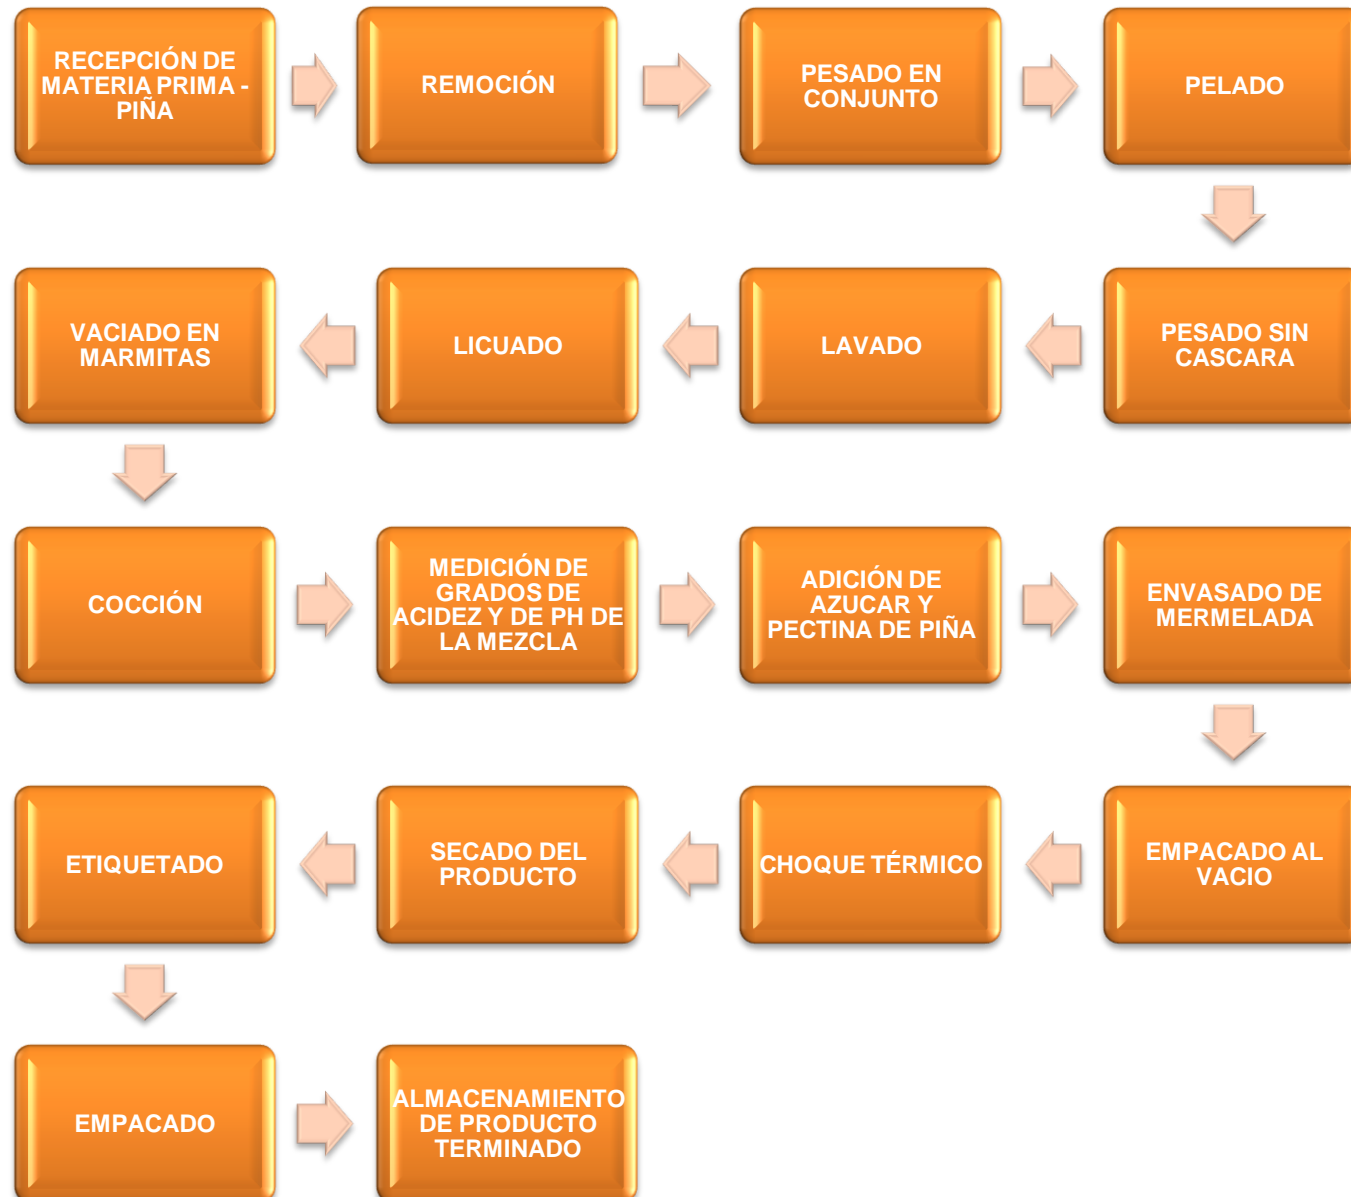 RECEPCIÓN DE
MATERIA PRIMA -
PIÑA
REMOCIÓN
PESADO EN
CONJUNTO
PELADO
PESADO SIN
CASCARA
LAVADO
LICUADO
VACIADO EN
MARMITAS
COCCIÓN
MEDICIÓN DE
GRADOS DE
ACIDEZ Y DE PH DE
LA MEZCLA
ADICIÓN DE
AZUCAR Y
PECTINA DE PIÑA
ENVASADO DE
MERMELADA
EMPACADO AL
VACIO
CHOQUE TÉRMICO
SECADO DEL
PRODUCTO
ETIQUETADO
EMPACADO
ALMACENAMIENTO
DE PRODUCTO
TERMINADO